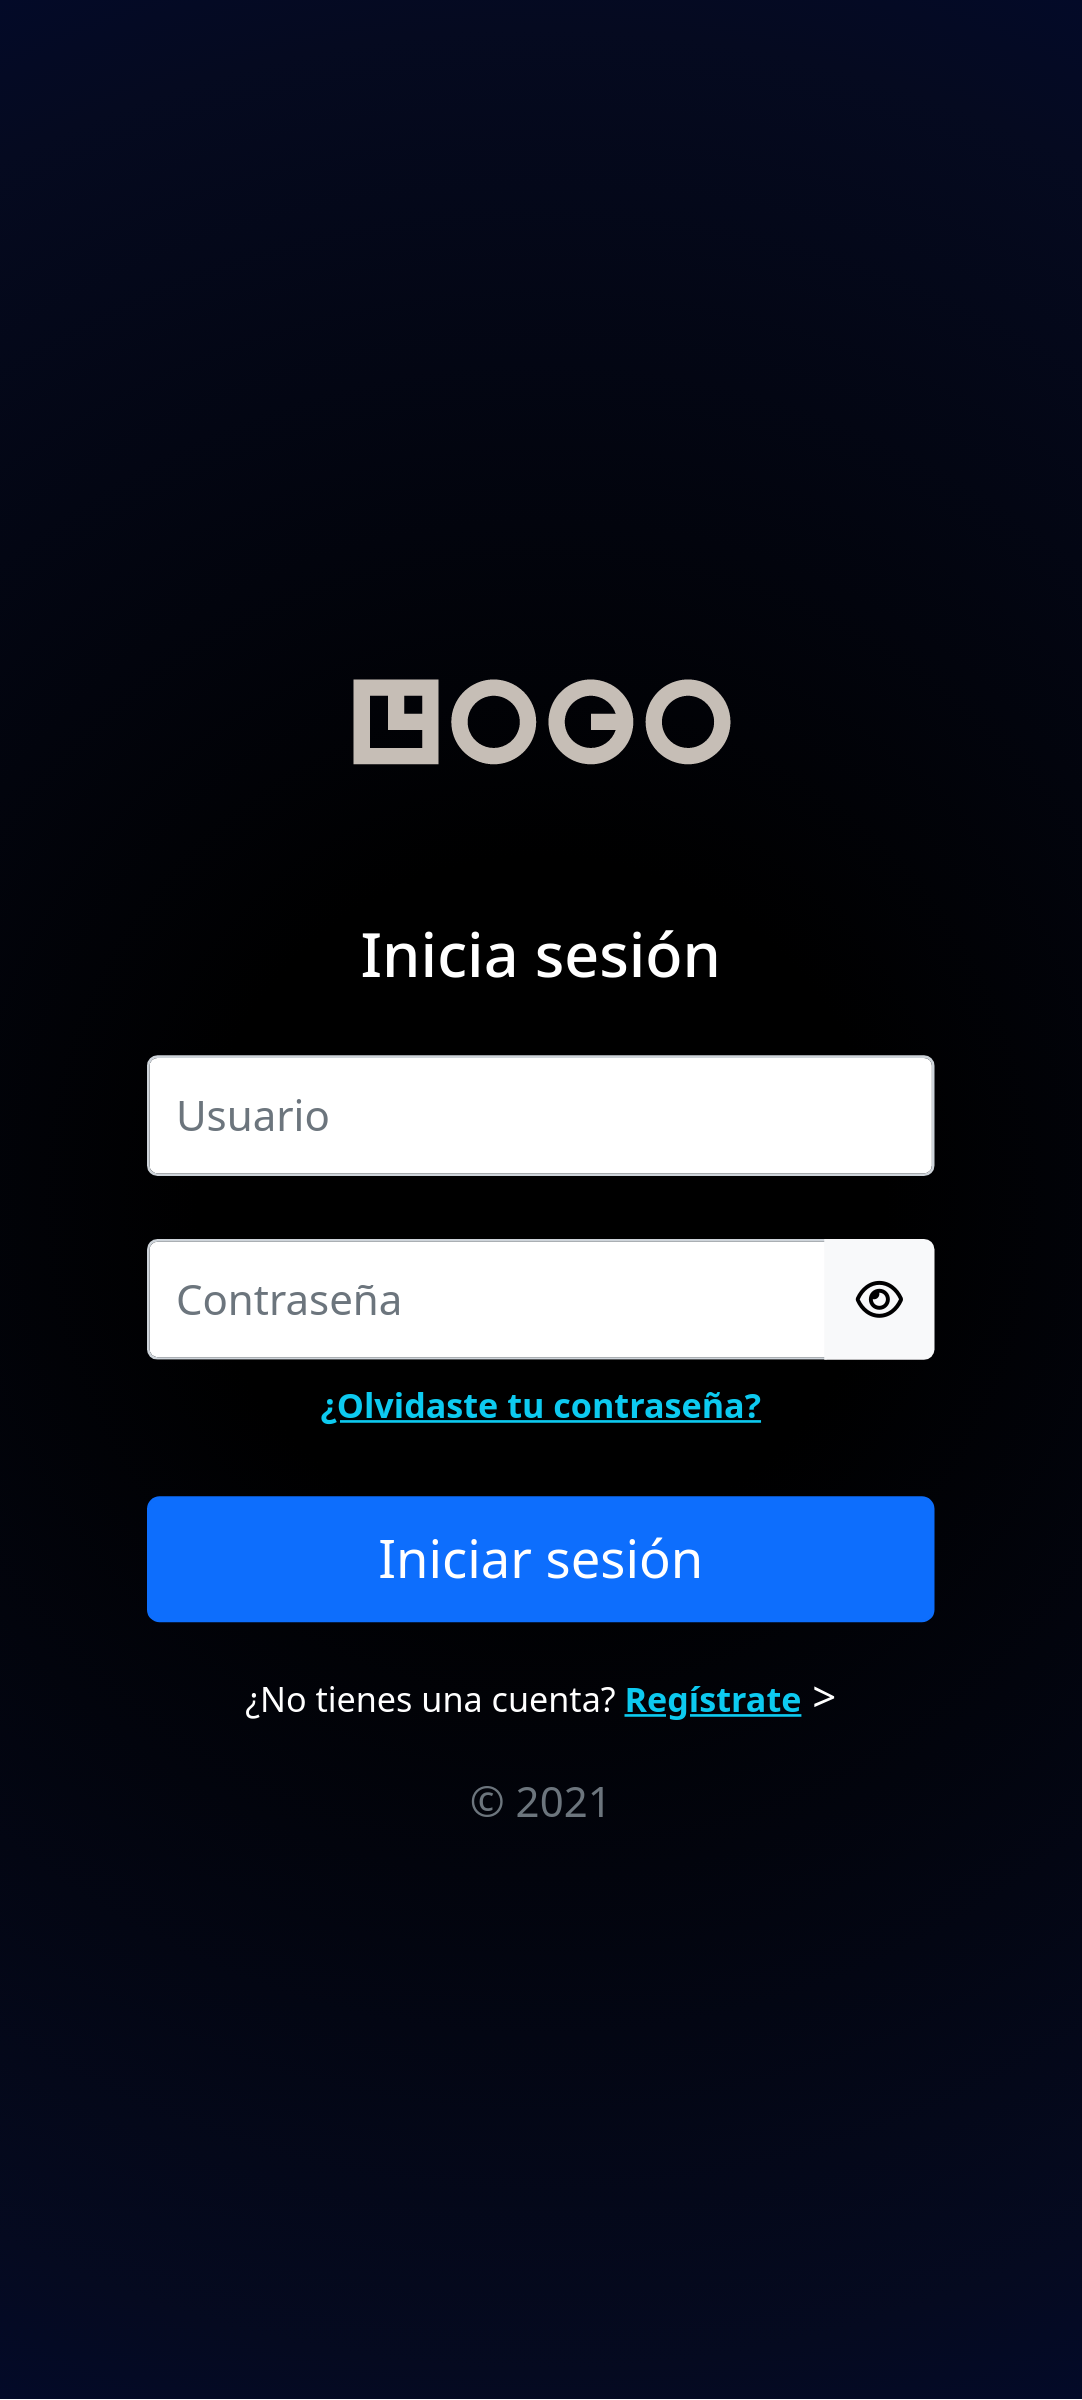 LOGO
Inicia sesión
Usuario
Contraseña
¿Olvidaste tu contraseña?
Iniciar sesión
¿No tienes una cuenta? Regístrate >
© 2021